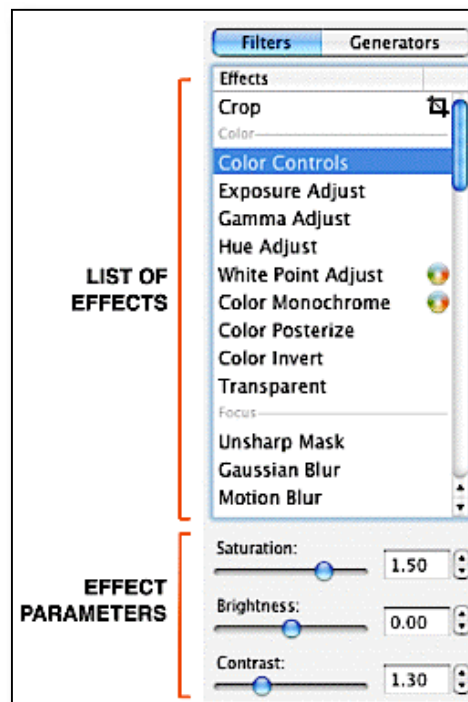 Filters Generators
Effects
Crop
Color
Color Controls
Exposure Adjust
Gamma Adjust
Hue Adjust
White Point Adjust
Color Monochrome
Color Posterize
Color Invert
Transparent
Focus
Unsharp Mask
Gaussian Blur
Motion Blur
LIST OF
EFFECTS
Saturation:
1.50
Brightness:
0.00
Contrast:
1.30
EFFECT
PARAMETERS